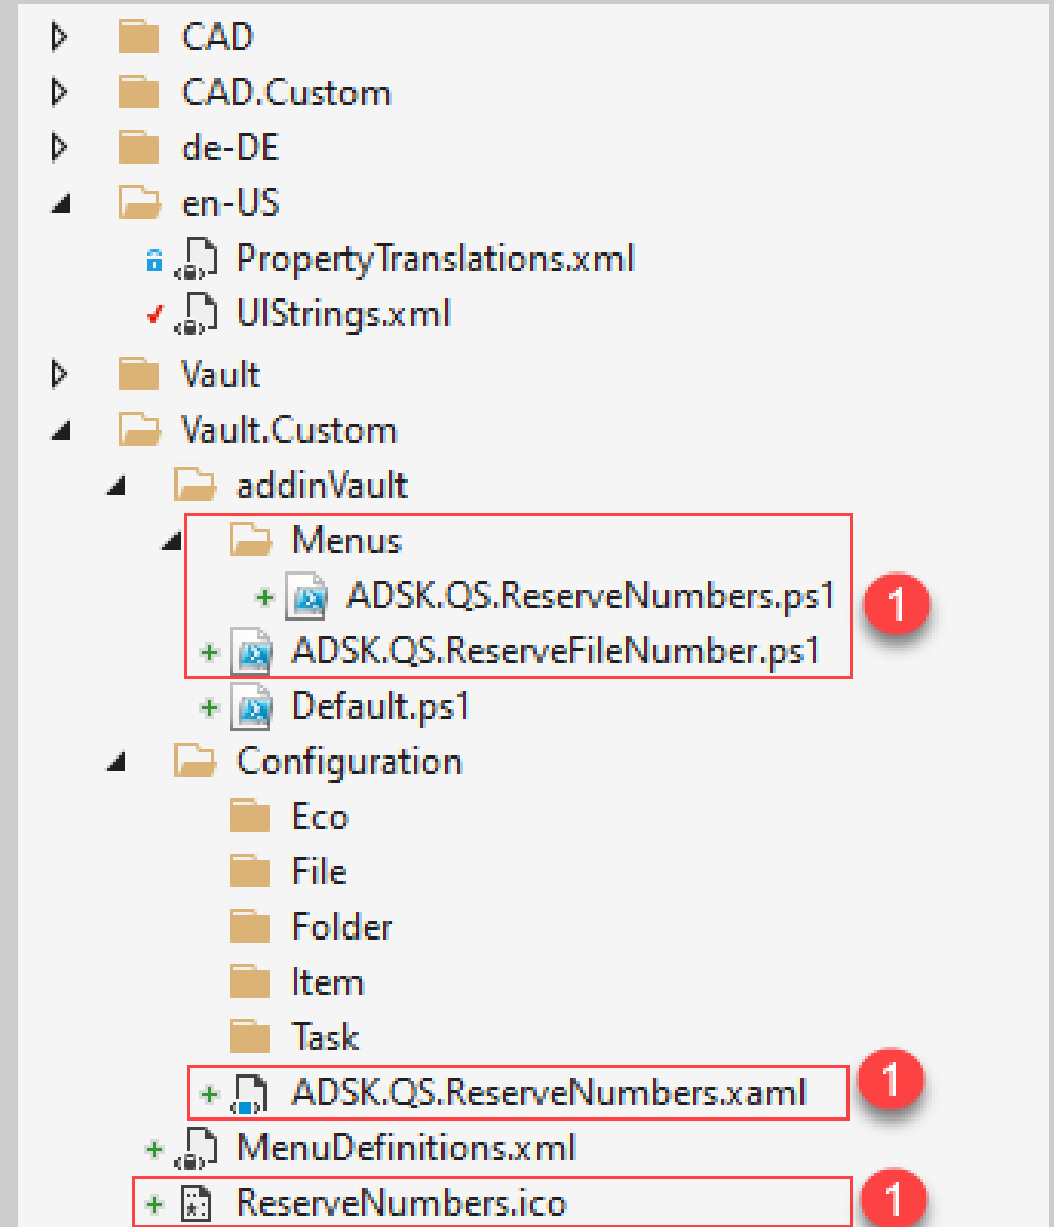 CAD
CAD.Custom
de-DE
en-US
PropertyTranslations.xml
UIStrings.xml
Vault
Vault.Custom
addinVault
Menus
ADSK.QS.ReserveNumbers.ps1
1
ADSK.QS.ReserveFileNumber.ps1
Default.ps1
Configuration
Eco
File
Folder
Item
Task
ADSK.QS.ReserveNumbers.xaml
1
MenuDefinitions.xml
ReserveNumbers.ico
1